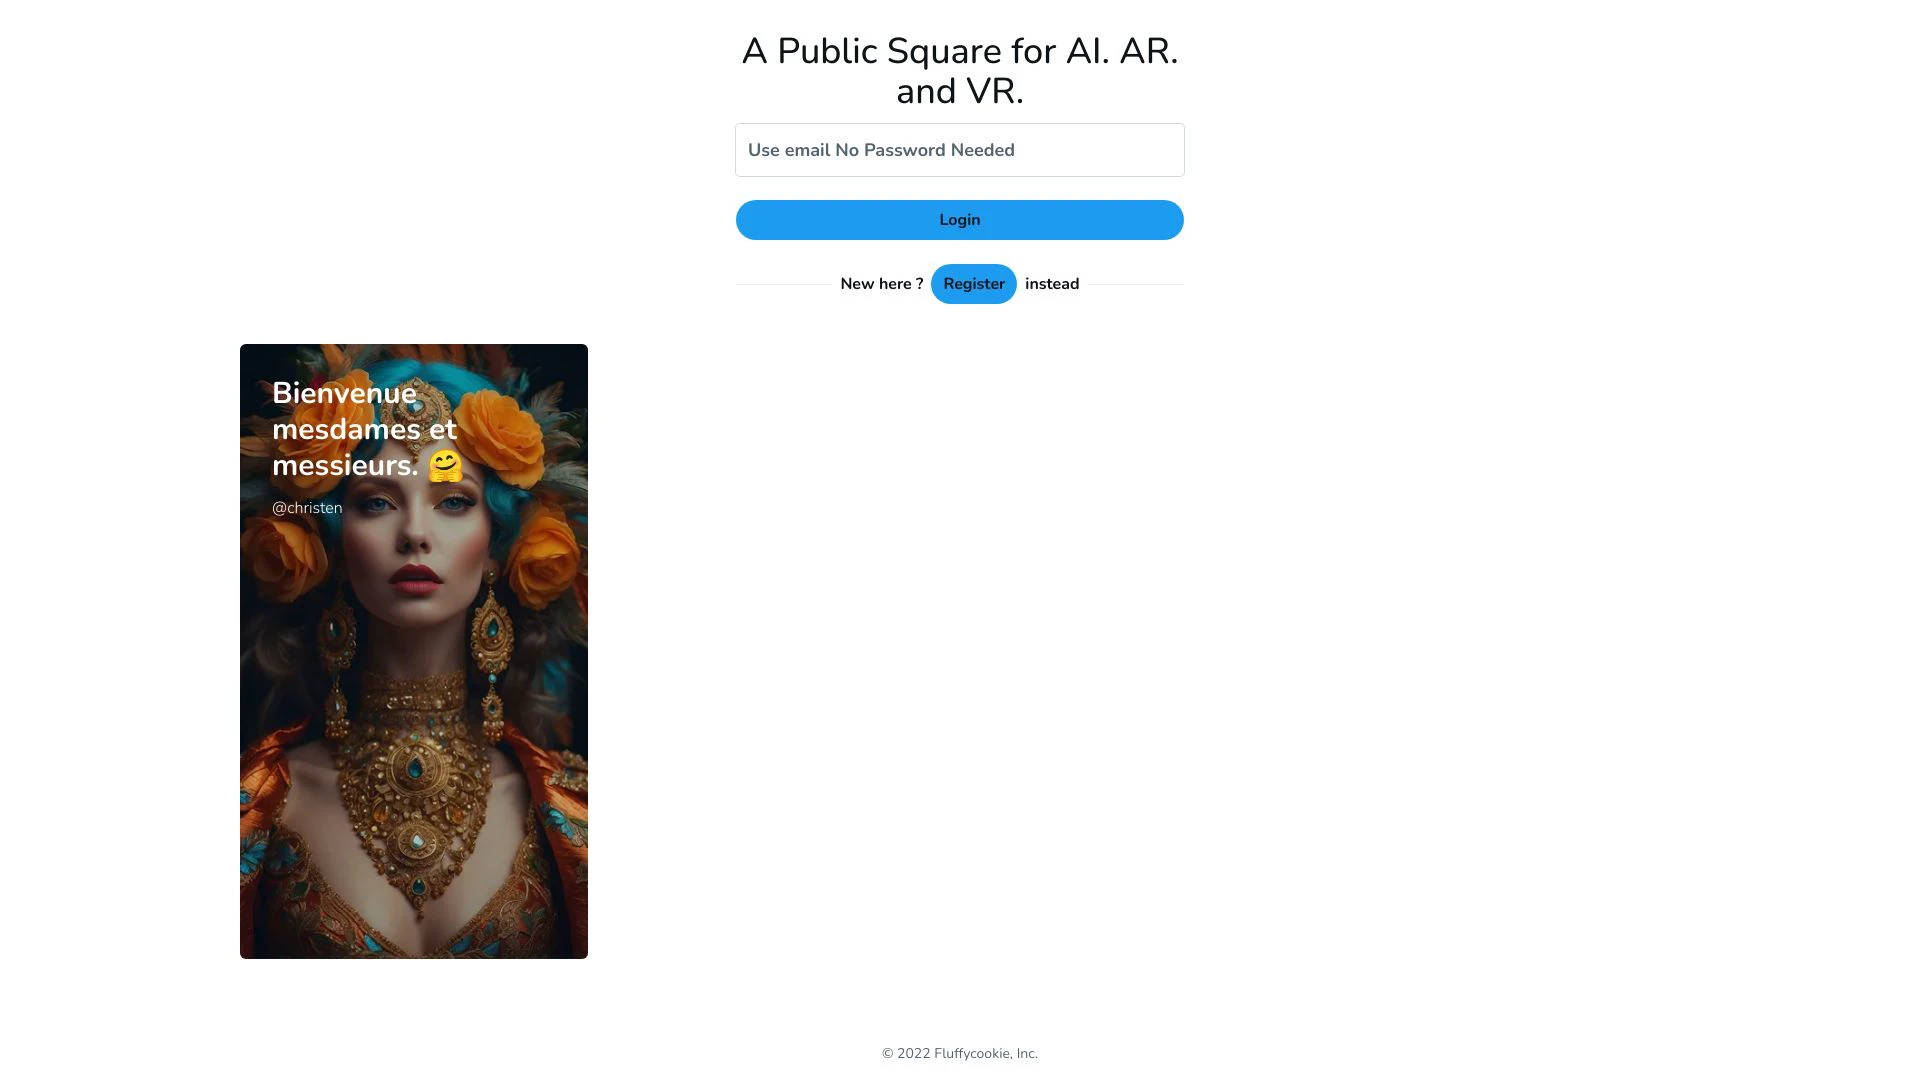 A Public Square for AI. AR.
and VR.
Use email No Password Needed
Login
New here ? Register instead
Bienvenue
mesdames et
messieurs. 🤗
@christen
© 2022 Fluffycookie, Inc.